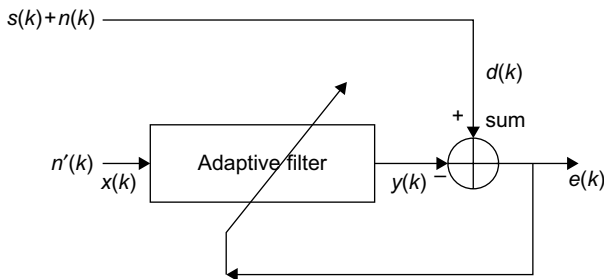 s(k)+n(k)
d(k)
+ sum
n′(k) Adaptive filter
x(k) y(k) − e(k)